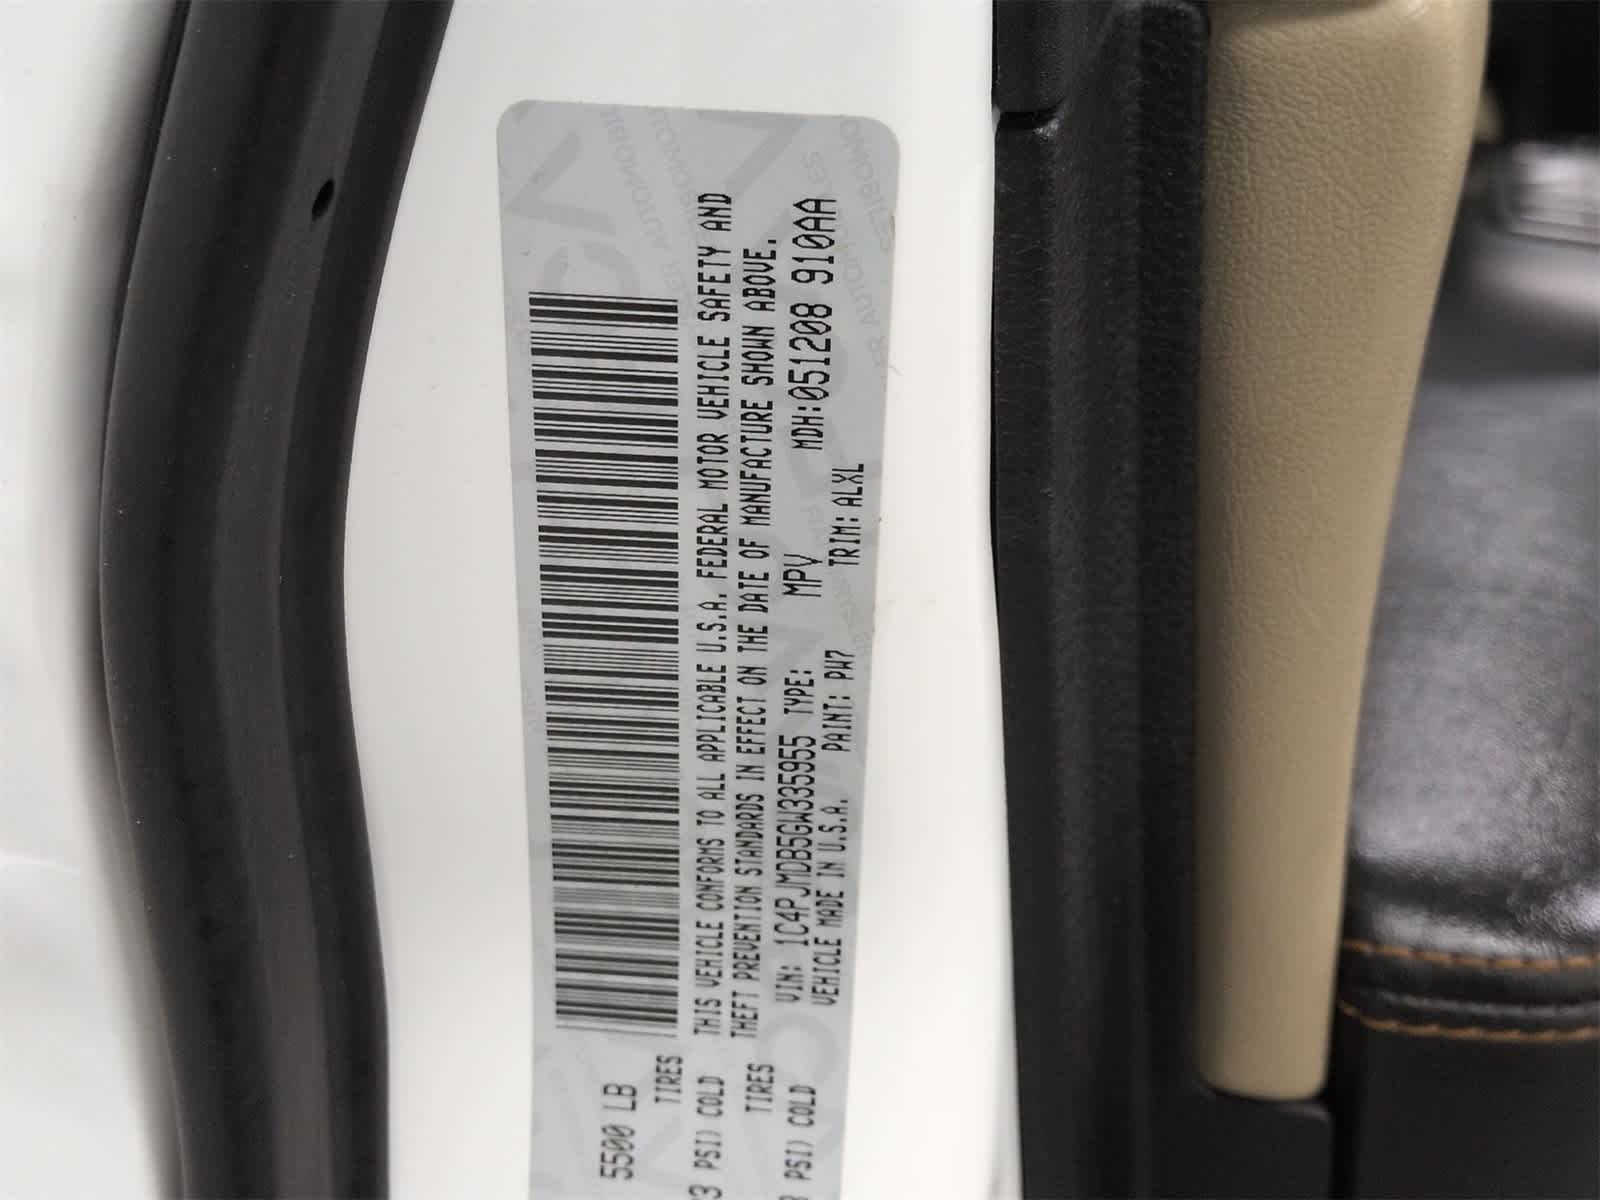 5500 LB
TIRES
PSI) COLD
TIRES
PSI) COLD
THIS VEHICLE CONFORMS TO ALL APPLICABLE U.S.A. FEDERAL MOTOR VEHICLE SAFETY AND
THEFT PREVENTION STANDARDS IN EFFECT ON THE DATE OF MANUFACTURE SHOWN ABOVE.
VIN: 1C4PJMDB5GW335955 TYPE: MPV MDH:051208 910AA
VEHICLE MADE IN U.S.A. PAINT: PW7 TRIM: ALXL